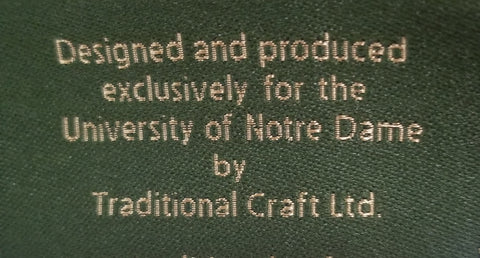 Designed and produced
exclusively for the
University of Notre Dame
by
Traditional Craft Ltd.